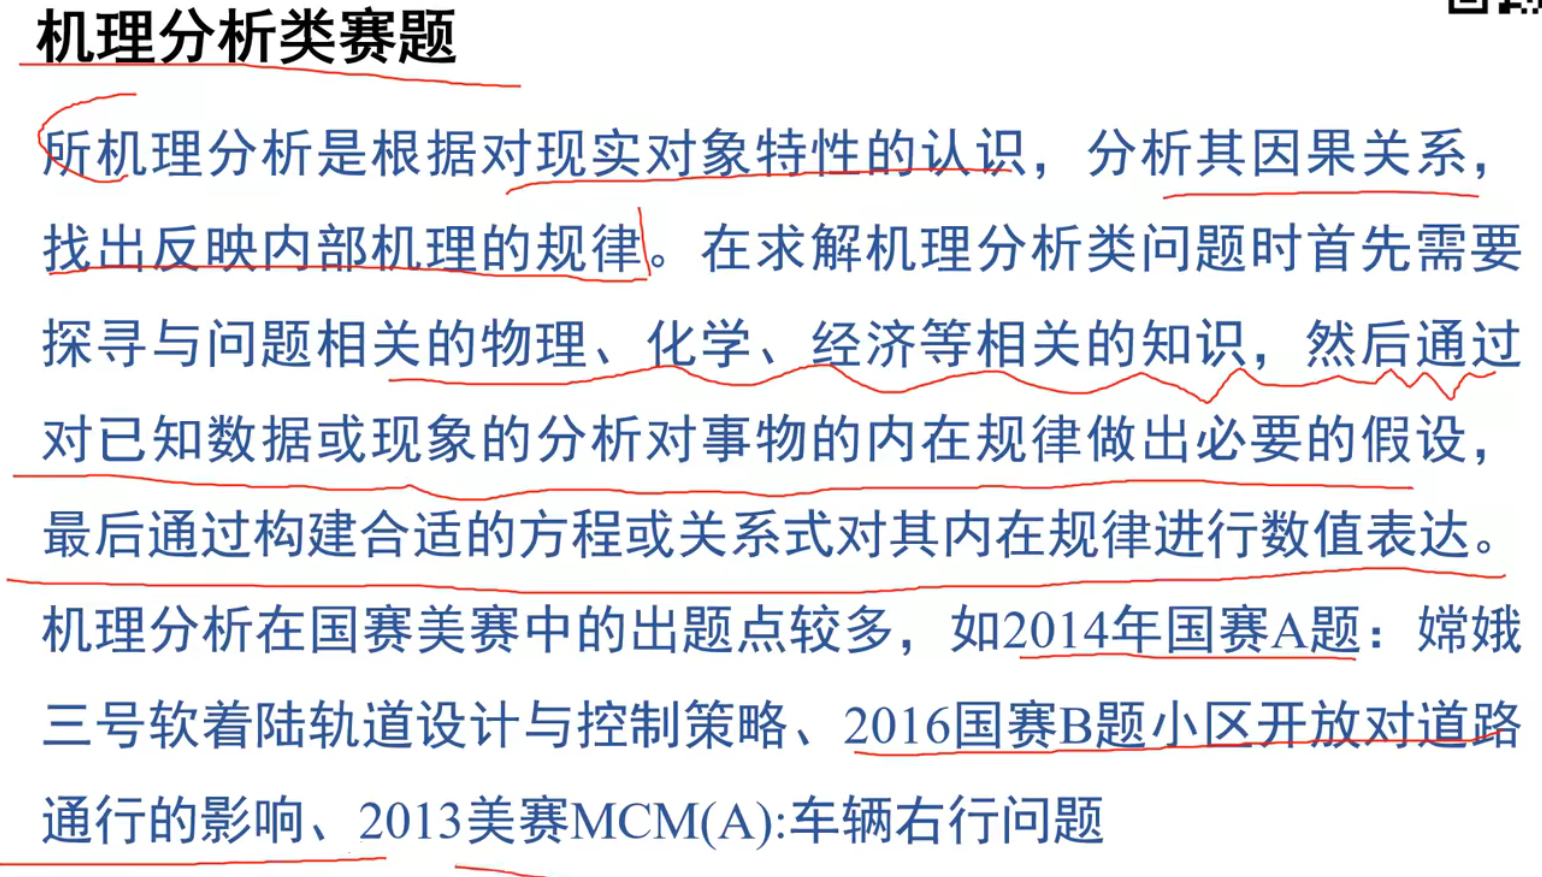 机理分析类赛题
所机理分析是根据对现实对象特性的认识，分析其因果关系，
找出反映内部机理的规律。在求解机理分析类问题时首先需要
探寻与问题相关的物理、化学、经济等相关的知识，然后通过
对已知数据或现象的分析对事物的内在规律做出必要的假设，
最后通过构建合适的方程或关系式对其内在规律进行数值表达。
机理分析在国赛美赛中的出题点较多，如2014年国赛A题：嫦娥
三号软着陆轨道设计与控制策略、2016国赛B题小区开放对道路
通行的影响、2013美赛MCM(A):车辆右行问题